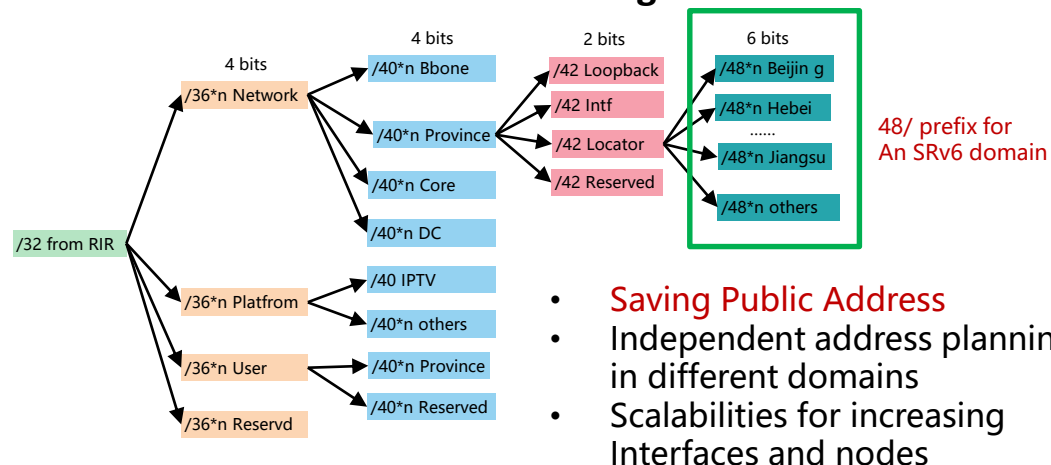 4 bits
4 bits
2 bits
6 bits
/32 from RIR
/36*n Network
/36*n Platfrom
/36*n User
/36*n Reservd
/40*n Bbone
/40*n Province
/40*n Core
/40*n DC
/40 IPTV
/40*n others
/40*n Province
/40*n Reserved
/42 Loopback
/42 Intf
/42 Locator
/42 Reserved
/48*n Beijin g
/48*n Hebei
......
/48*n Jiangsu
/48*n others
48/ prefix for
An SRv6 domain
• Saving Public Address
• Independent address plannin
in different domains
• Scalabilities for increasing
Interfaces and nodes